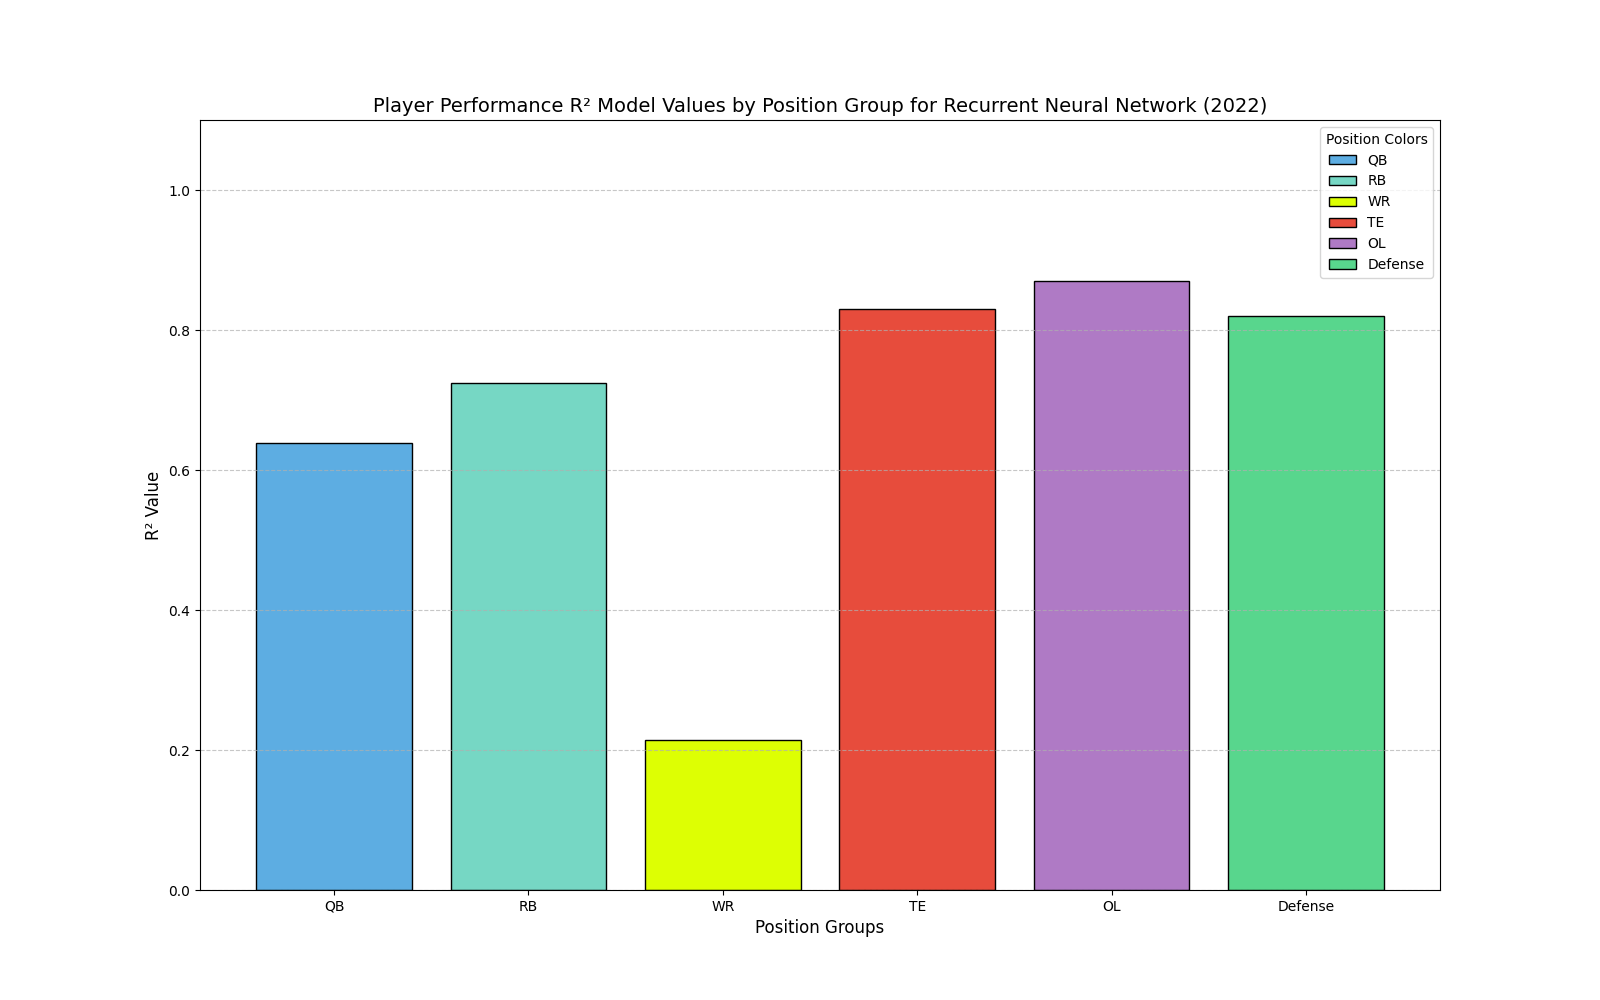 Player Performance R² Model Values by Position Group for Recurrent Neural Network (2022)
Position Colors
QB
RB
WR
TE
OL
Defense
R² Value
1.0
0.8
0.6
0.4
0.2
0.0
QB RB WR TE OL Defense
Position Groups